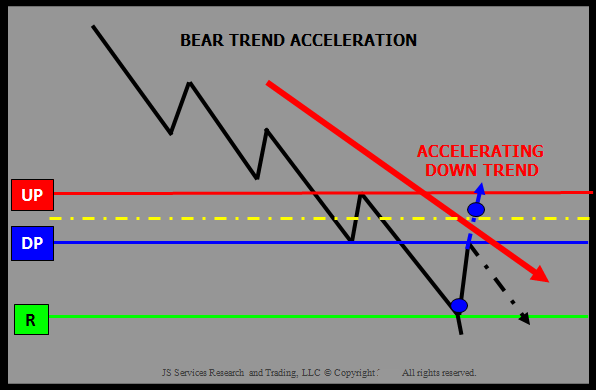 BEAR TREND ACCELERATION
ACCELERATING
DOWN TREND
UP
DP
R
JS Services Research and Trading, LLC © Copyright ' All rights reserved.